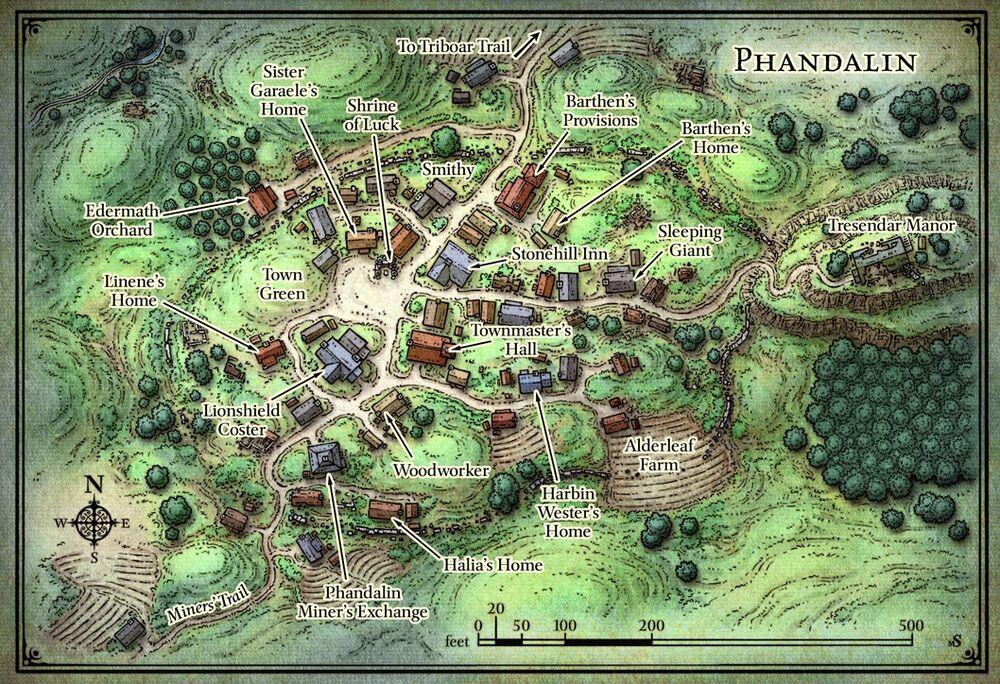 PHANDALIN
To Triboar Trail
Sister
Garaele's
Home
Shrine
of Luck
Barthen's
Provisions
Barthen's
Home
Smithy
Edermath
Orchard
Tresendar Manor
Sleeping
Giant
Stonehill Inn
Town
Green
Linene's
Home
Townmaster's
Hall
Lionshield
Coster
Alderleaf
Farm
Woodworker
Harbin
Wester's
Home
N
W
E
S
Halia's Home
Phandalin
Miner's Exchange
Miners' Trail
20
feet 0 50 100 200 500